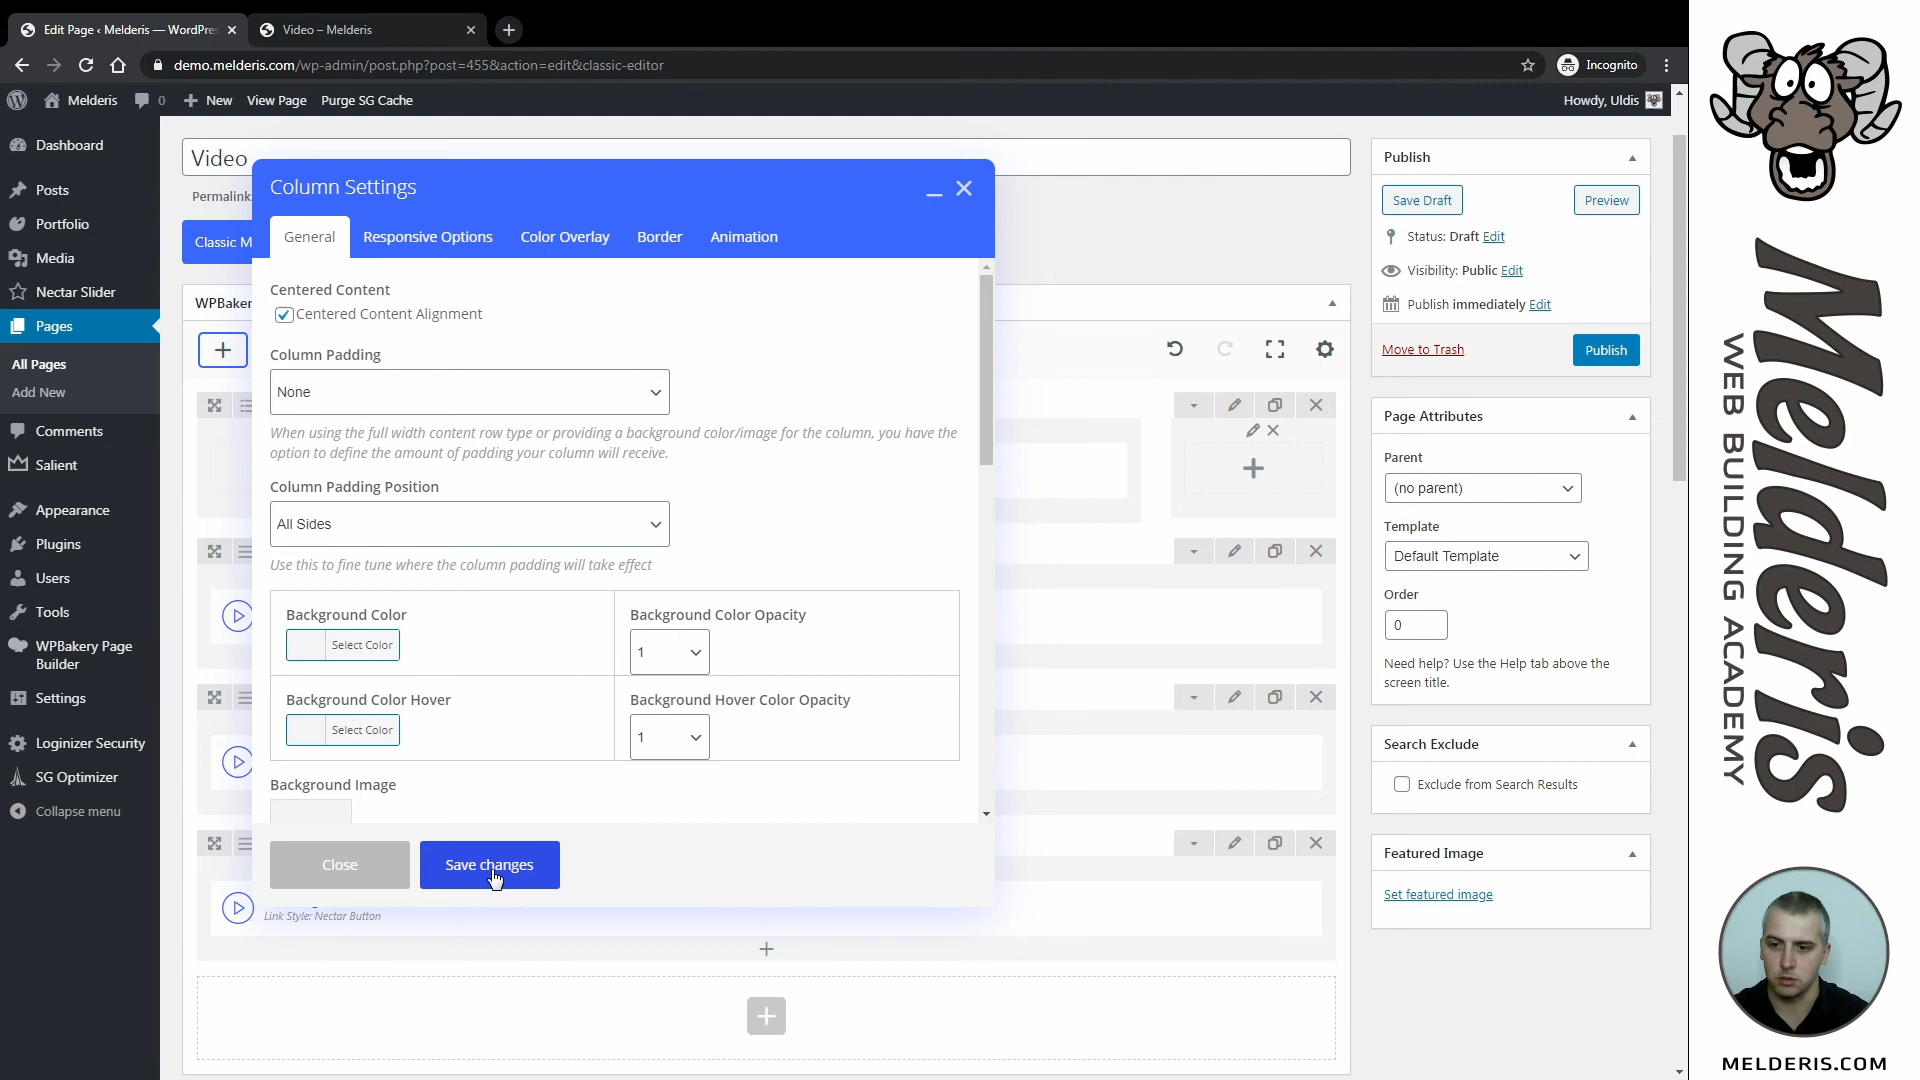 Edit Page ‹ Melderis — WordPres
Video – Melderis
demo.melderis.com/wp-admin/post.php?post=455&action=edit&classic-editor
Incognito
Melderis
0
New
View Page
Purge SG Cache
Howdy, Uldis
Dashboard
Posts
Portfolio
Media
Nectar Slider
Pages
All Pages
Add New
Comments
Salient
Appearance
Plugins
Users
Tools
WPBakery Page
Builder
Settings
Loginizer Security
SG Optimizer
Collapse menu
Video
Permalink
Classic M
WPBaker
Column Settings
General
Responsive Options
Color Overlay
Border
Animation
Centered Content
Centered Content Alignment
Column Padding
None
When using the full width content row type or providing a background color/image for the column, you have the
option to define the amount of padding your column will receive.
Column Padding Position
All Sides
Use this to fine tune where the column padding will take effect
Background Color
Select Color
Background Color Opacity
1
Background Color Hover
Select Color
Background Hover Color Opacity
1
Background Image
Close
Save changes
Link Style: Nectar Button
Publish
Save Draft
Preview
Status: Draft Edit
Visibility: Public Edit
Publish immediately Edit
Move to Trash
Publish
Page Attributes
Parent
(no parent)
Template
Default Template
Order
0
Need help? Use the Help tab above the
screen title.
Search Exclude
Exclude from Search Results
Featured Image
Set featured image
Melderis
WEB BUILDING ACADEMY
MELDERIS.COM